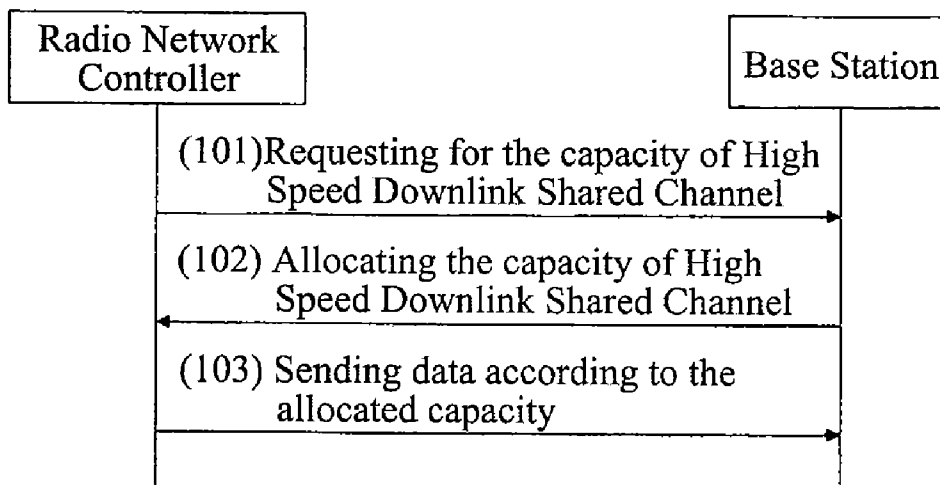 Radio Network
Controller
Base Station
(101)Requesting for the capacity of High
Speed Downlink Shared Channel
(102) Allocating the capacity of High
Speed Downlink Shared Channel
(103) Sending data according to the
allocated capacity